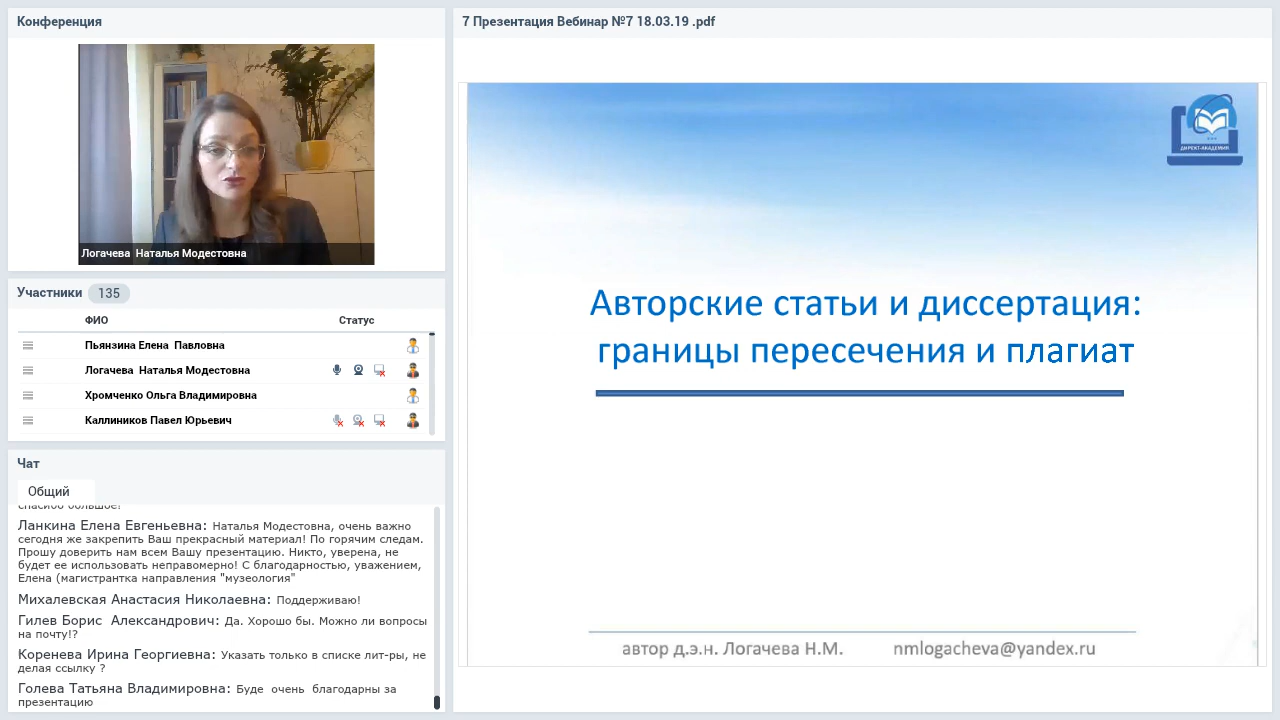 Конференция
Логачева  Наталья Модестовна
Участники 135
ФИО Статус
Пьянзина Елена  Павловна
Логачева  Наталья Модестовна
Хромченко Ольга Владимировна
Каллиников Павел Юрьевич
Чат
Общий
спасибо большое!
Ланкина Елена Евгеньевна: Наталья Модестовна, очень важно
сегодня же закрепить Ваш прекрасный материал! По горячим следам.
Прошу доверить нам всем Вашу презентацию. Никто, уверена, не
будет ее использовать неправомерно! С благодарностью, уважением,
Елена (магистрантка направления "музеология"
Михалевская Анастасия Николаевна: Поддерживаю!
Гилев Борис  Александрович: Да. Хорошо бы. Можно ли вопросы
на почту!?
Коренева Ирина Георгиевна: Указать только в списке лит-ры, не
делая ссылку ?
Голева Татьяна Владимировна: Буде  очень  благодарны за
презентацию
7 Презентация Вебинар №7 18.03.19 .pdf
ДИРЕКТ-АКАДЕМИЯ
Авторские статьи и диссертация:
границы пересечения и плагиат
автор д.э.н. Логачева Н.М. nmlogacheva@yandex.ru